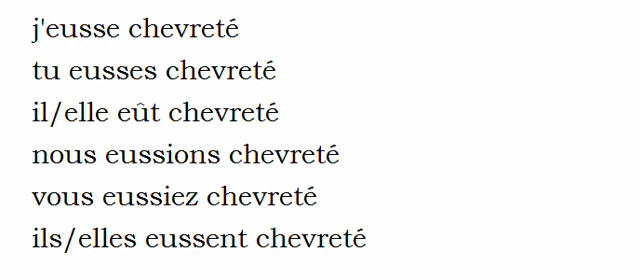 j'eusse chevreté
tu eusses chevreté
il/elle eût chevreté
nous eussions chevreté
vous eussiez chevreté
ils/elles eussent chevreté